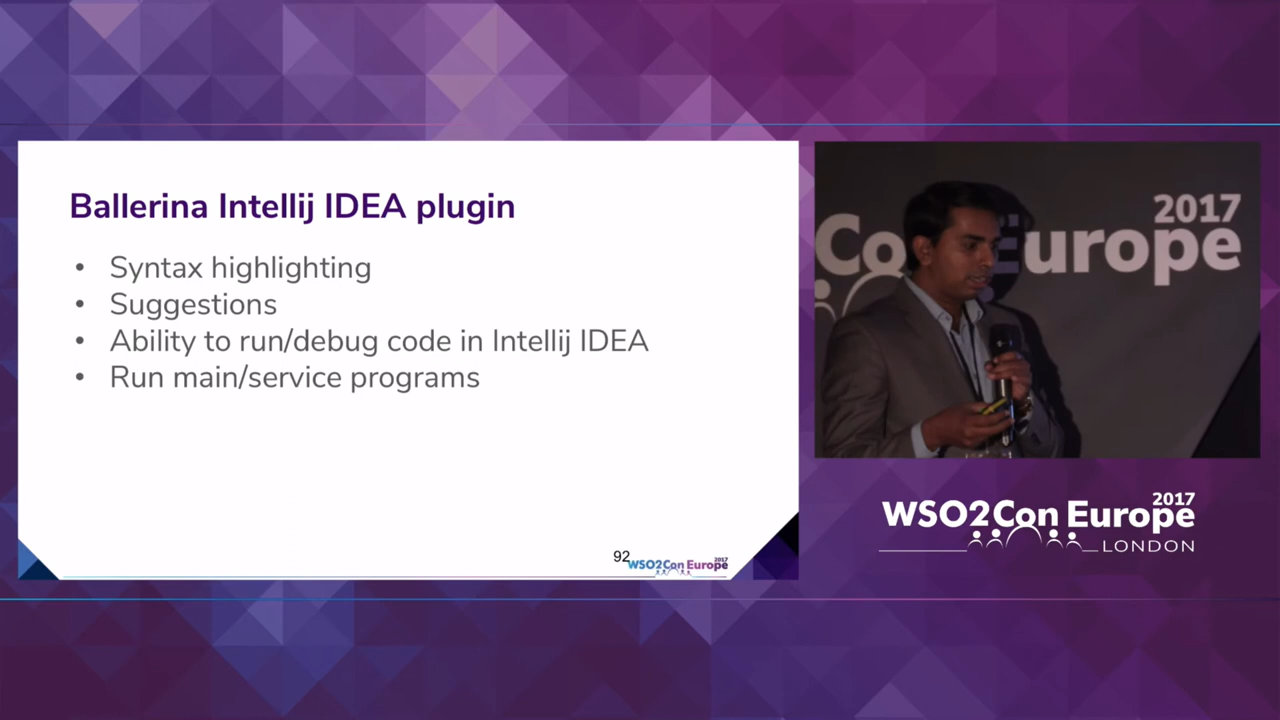 Ballerina Intellij IDEA plugin
• Syntax highlighting
• Suggestions
• Ability to run/debug code in Intellij IDEA
• Run main/service programs
92
WSO2Con Europe
2017
2017
Co Europe
2017
WSO2Con Europe
LONDON